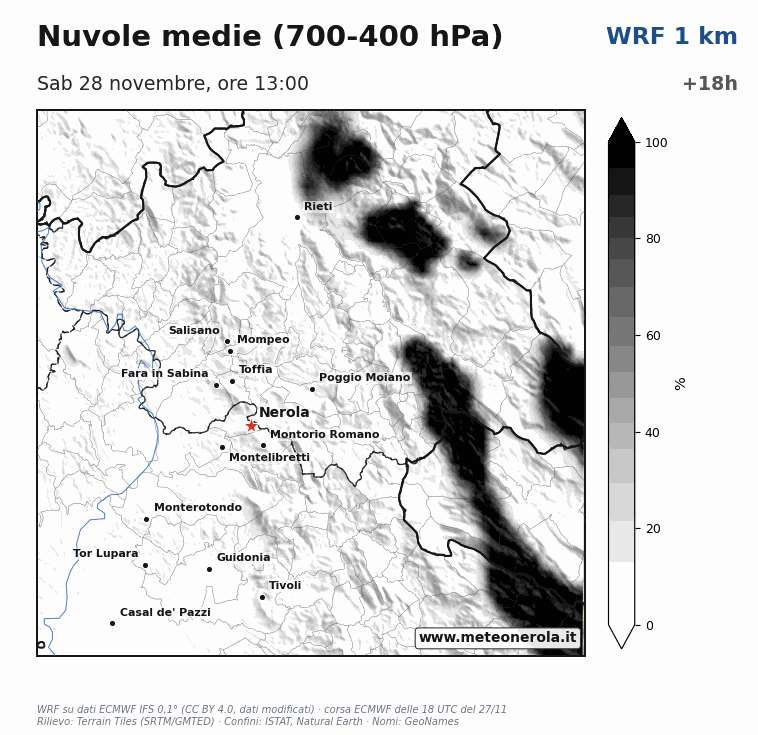 Nuvole medie (700-400 hPa)
WRF 1 km
Sab 28 novembre, ore 13:00
+18h
Rieti
Salisano
Mompeo
Toffia
Fara in Sabina
Poggio Moiano
Nerola
Montorio Romano
Montelibretti
Monterotondo
Tor Lupara
Guidonia
Tivoli
Casal de' Pazzi
www.meteonerola.it
100
80
60
40
20
0
%
WRF su dati ECMWF IFS 0,1° (CC BY 4.0, dati modificati) · corsa ECMWF delle 18 UTC del 27/11
Rilievo: Terrain Tiles (SRTM/GMTED) · Confini: ISTAT, Natural Earth · Nomi: GeoNames